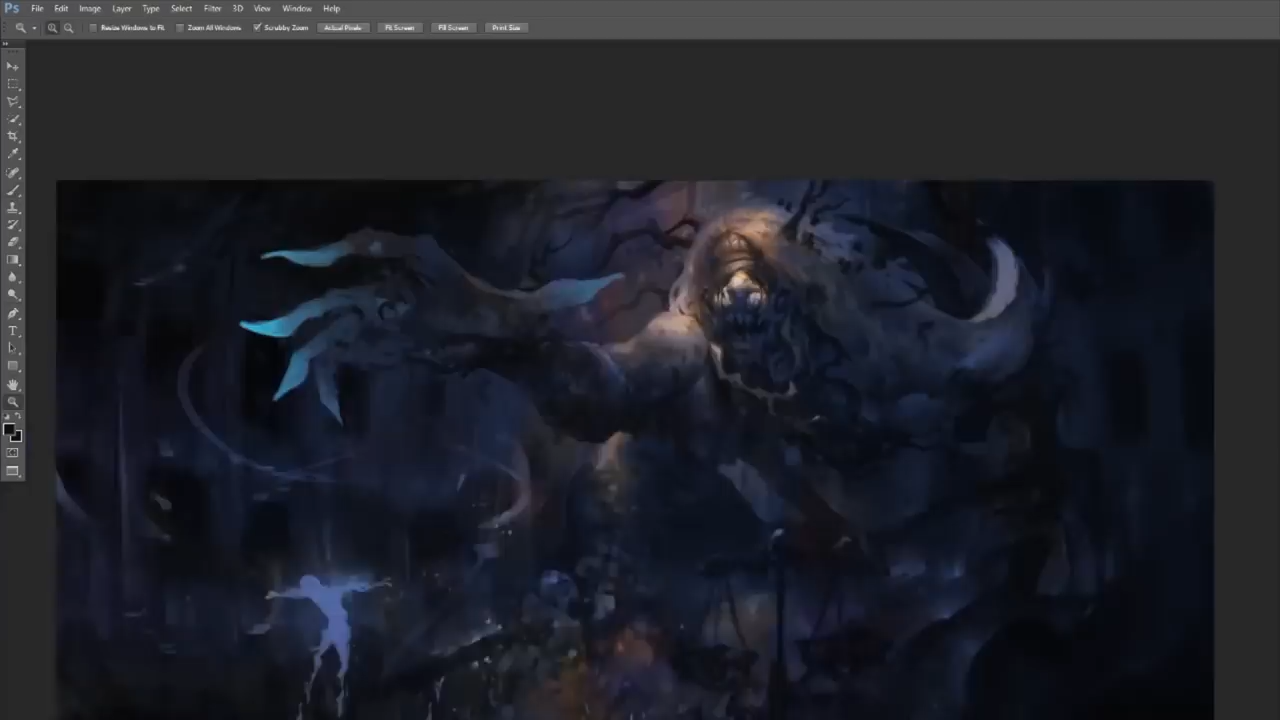 Ps File Edit Image Layer Type Select Filter 3D View Window Help
Resize Windows to Fit Zoom All Windows Scrubby Zoom Actual Pixels Fit Screen Fill Screen Print Size
T